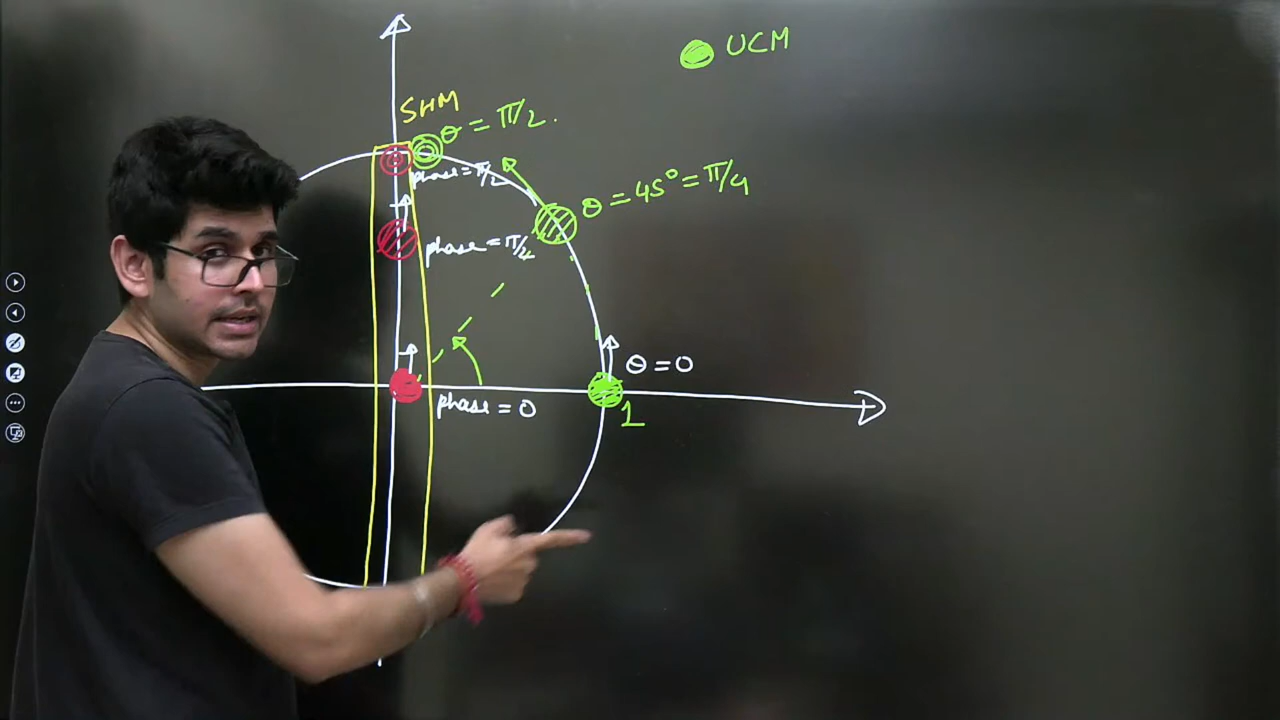 UCM
SHM
θ = π/2.
phase = π/2
θ = 45° = π/4
phase = π/4
θ = 0
phase = 0
1